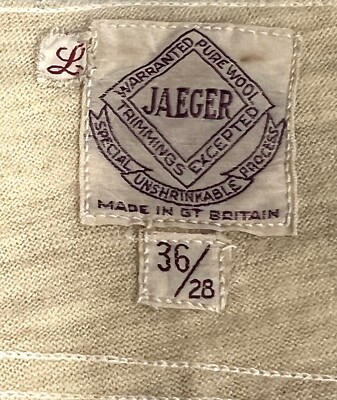 L
WARRANTED PURE WOOL
JAEGER
TRIMMINGS EXCEPTED
SPECIAL UNSHRINKABLE PROCESS
MADE IN GT BRITAIN
36/28